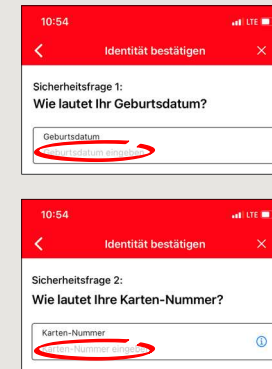 10:54
LTE
Identität bestätigen
Sicherheitsfrage 1:
Wie lautet Ihr Geburtsdatum?
Geburtsdatum
Geburtsdatum eingeben
10:54
LTE
Identität bestätigen
Sicherheitsfrage 2:
Wie lautet Ihre Karten-Nummer?
Karten-Nummer
Karten-Nummer eingeben